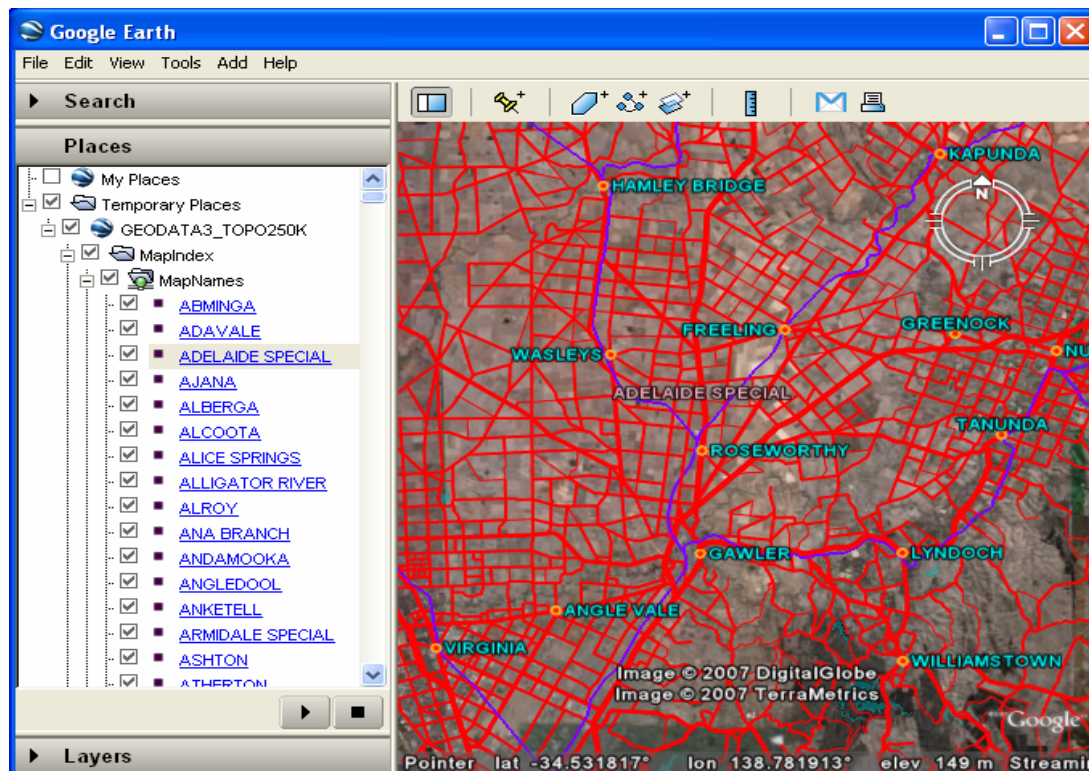 Google Earth
File Edit View Tools Add Help
Search
Places
My Places
Temporary Places
GEODATA3_TOPO250K
MapIndex
MapNames
ABMINGA
ADAVALE
ADELAIDE SPECIAL
AJANA
ALBERGA
ALCOOTA
ALICE SPRINGS
ALLIGATOR RIVER
ALROY
ANA BRANCH
ANDAMOOKA
ANGLEDOOL
ANKETELL
ARMIDALE SPECIAL
ASHTON
ATHERTON
Layers
KAPUNDA
HAMLEY BRIDGE
N
FREELING
GREENOCK
WASLEYS
NU
ADELAIDE SPECIAL
TANUNDA
ROSEWORTHY
GAWLER
LYNDOCH
ANGLE VALE
VIRGINIA
WILLIAMSTOWN
Image © 2007 DigitalGlobe
Image © 2007 TerraMetrics
Google
Pointer lat -34.531817° lon 138.781913° elev 149 m Streami